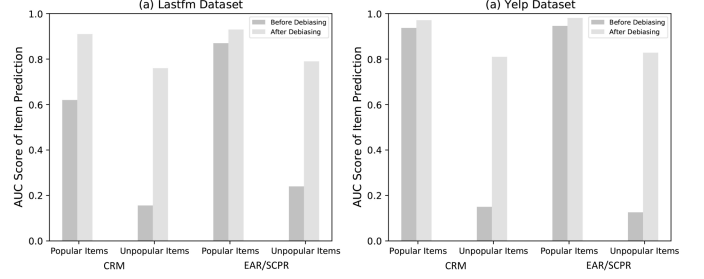 (a) Lastfm Dataset
Before Debiasing
After Debiasing
AUC Score of Item Prediction
1.0
0.8
0.6
0.4
0.2
0.0
Popular Items Unpopular Items Popular Items Unpopular Items
CRM EAR/SCPR
(a) Yelp Dataset
Before Debiasing
After Debiasing
AUC Score of Item Prediction
1.0
0.8
0.6
0.4
0.2
0.0
Popular Items Unpopular Items Popular Items Unpopular Items
CRM EAR/SCPR